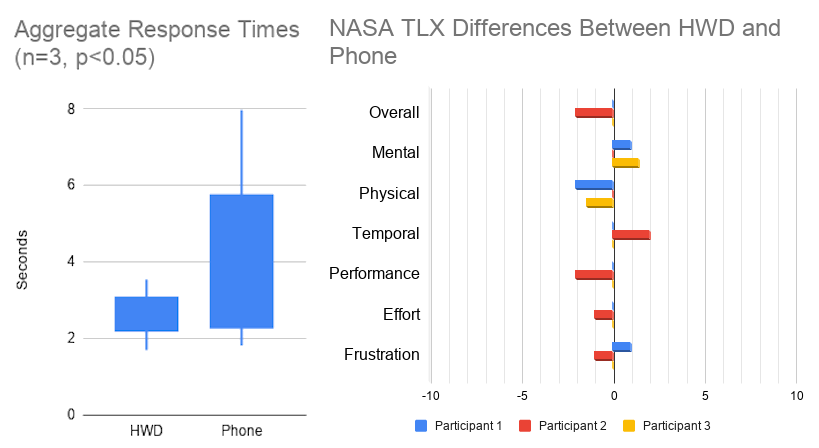 Aggregate Response Times
(n=3, p<0.05)
8
6
4
2
0
Seconds
HWD
Phone
NASA TLX Differences Between HWD and
Phone
Overall
Mental
Physical
Temporal
Performance
Effort
Frustration
-10
-5
0
5
10
Participant 1
Participant 2
Participant 3